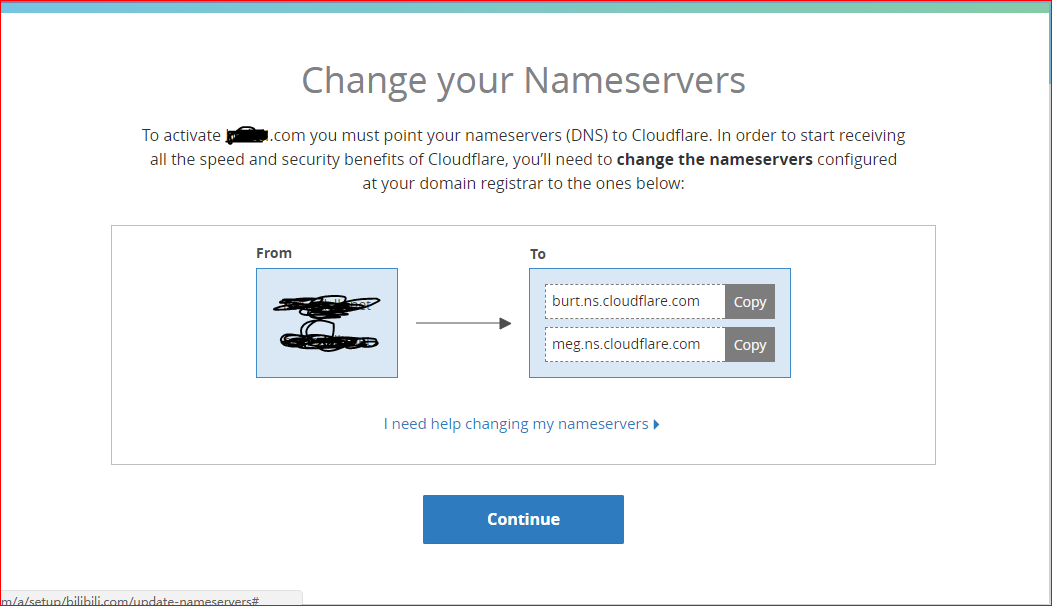 Change your Nameservers
To activate .com you must point your nameservers (DNS) to Cloudflare. In order to start receiving
all the speed and security benefits of Cloudflare, you’ll need to change the nameservers configured
at your domain registrar to the ones below:
From
To
burt.ns.cloudflare.com Copy
meg.ns.cloudflare.com Copy
I need help changing my nameservers
Continue
m/a/setup/bilibili.com/update-nameservers#